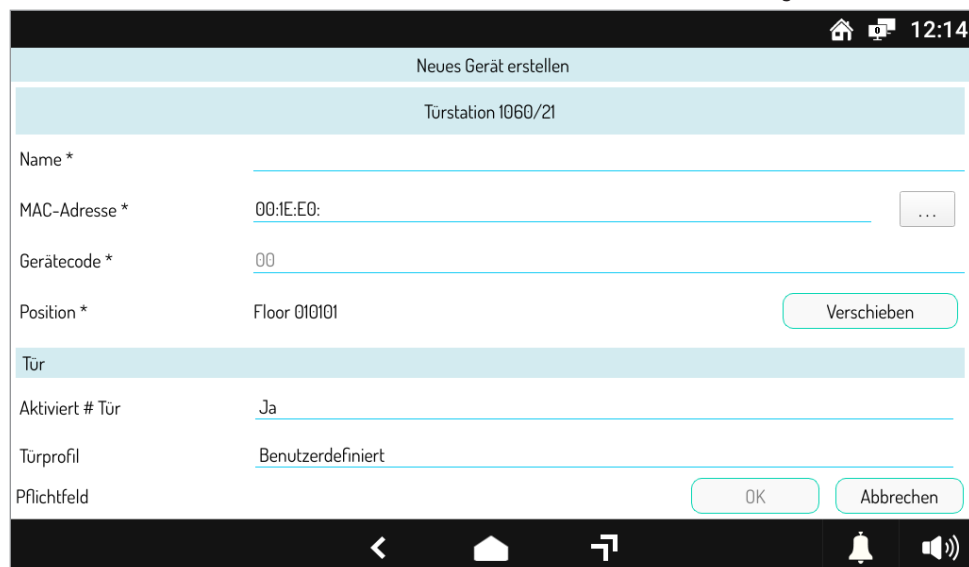 0 12:14
Neues Gerät erstellen
Türstation 1060/21
Name *
MAC-Adresse * 00:1E:E0: ...
Gerätecode * 00
Position * Floor 010101 Verschieben
Tür
Aktiviert # Tür Ja
Türprofil Benutzerdefiniert
Pflichtfeld OK Abbrechen